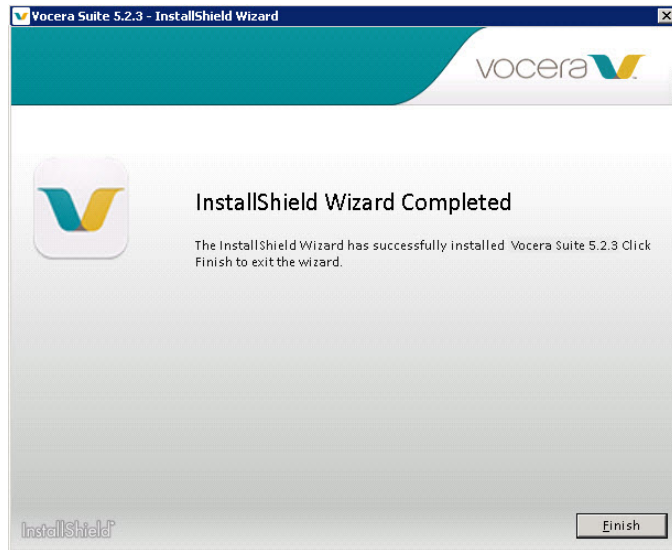 Vocera Suite 5.2.3 - InstallShield Wizard
vocera
InstallShield Wizard Completed
The InstallShield Wizard has successfully installed Vocera Suite 5.2.3 Click
Finish to exit the wizard.
InstallShield
Finish